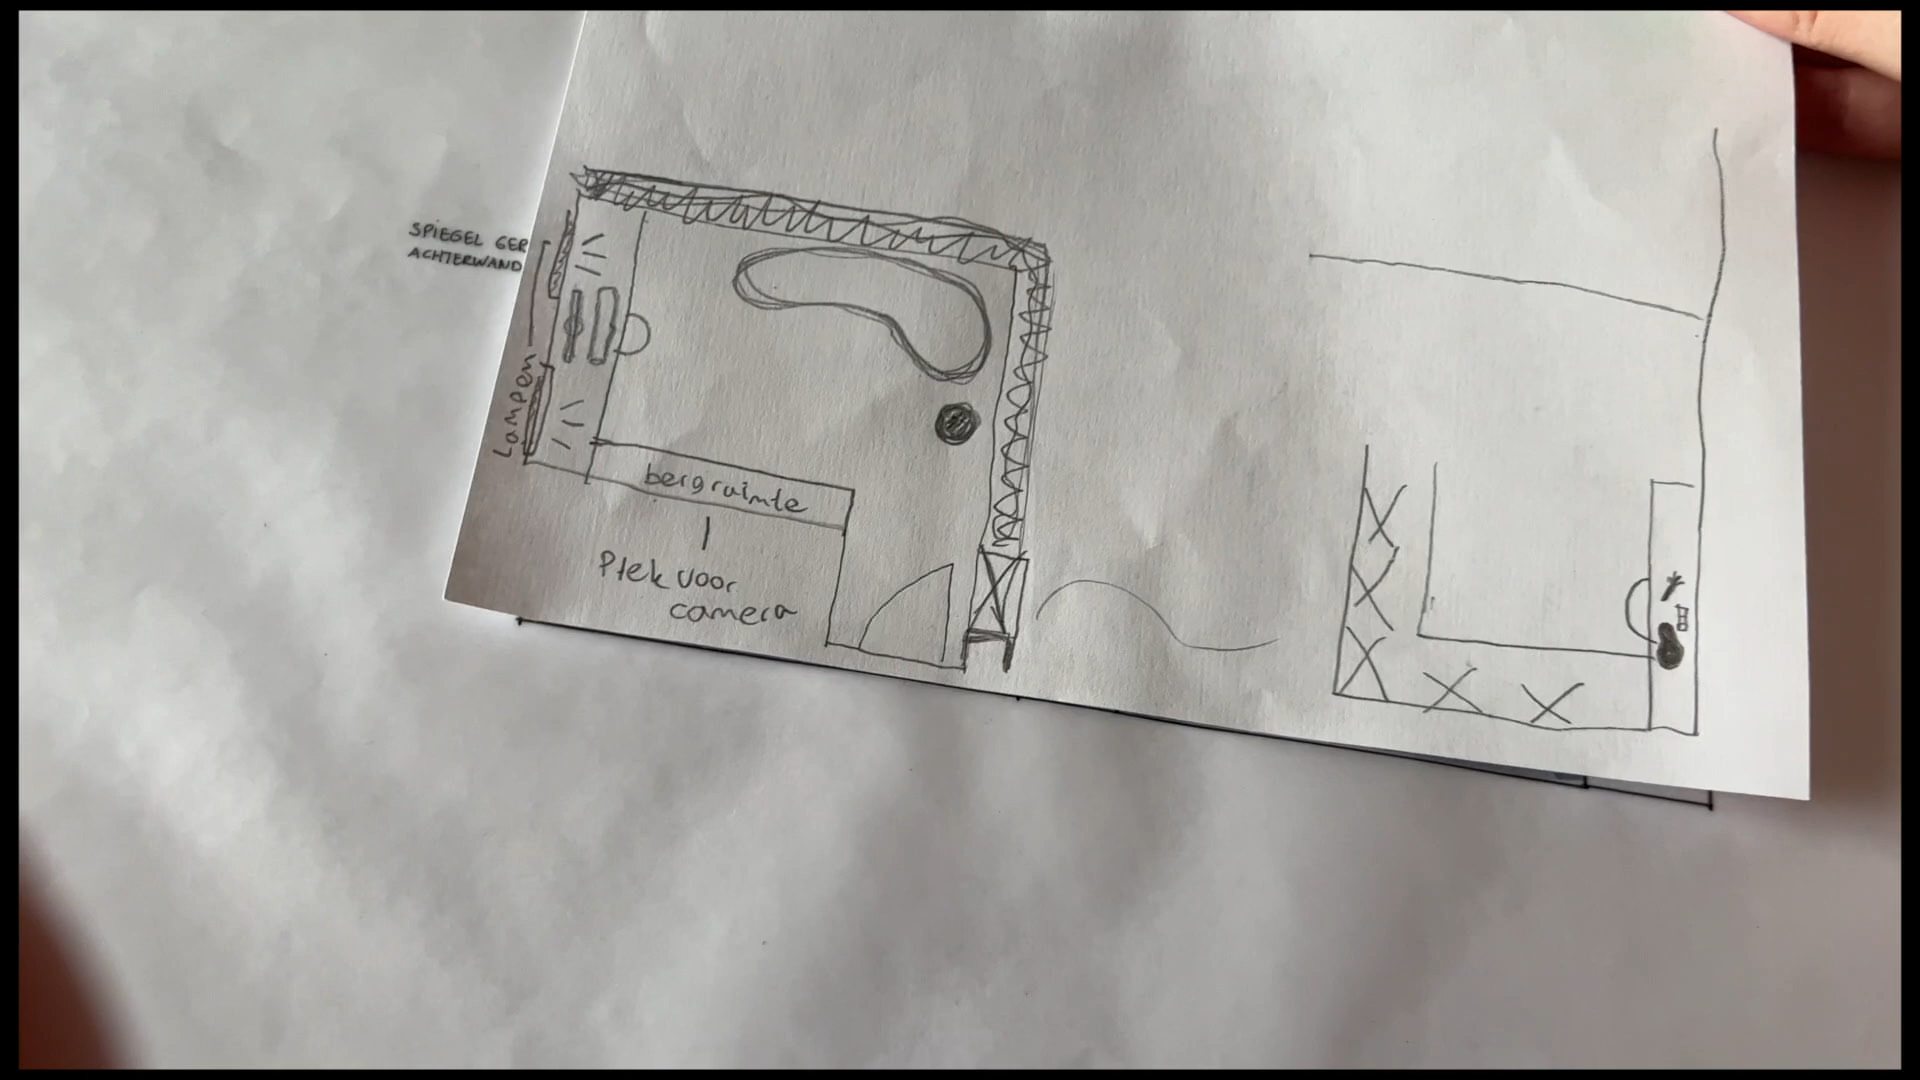 SPIEGEL GER
ACHTERWAND
Lampen
bergruimte
Plek voor
camera